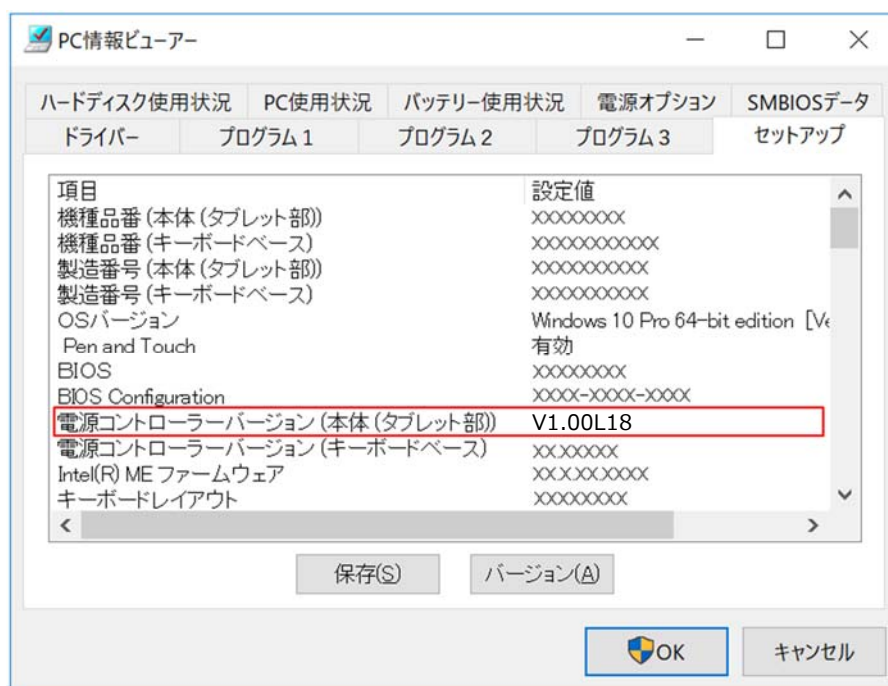 PC情報ビューアー
ハードディスク使用状況 PC使用状況 バッテリー使用状況 電源オプション SMBIOSデータ
ドライバー プログラム1 プログラム2 プログラム3 セットアップ
項目 設定値
機種品番(本体(タブレット部)) XXXXXXXX
機種品番(キーボードベース) XXXXXXXXXXX
製造番号(本体(タブレット部)) XXXXXXXXXX
製造番号(キーボードベース) XXXXXXXXXX
OSバージョン Windows 10 Pro 64-bit edition [Ve
Pen and Touch 有効
BIOS XXXXXXXX
BIOS Configuration XXXX-XXXX-XXXX
電源コントローラーバージョン(本体(タブレット部)) V1.00L18
電源コントローラーバージョン(キーボードベース) XX.XXXXX
Intel(R) MEファームウェア XX.X.XX.XXXX
キーボードレイアウト XXXXXXXX
保存(S) バージョン(A)
OK キャンセル